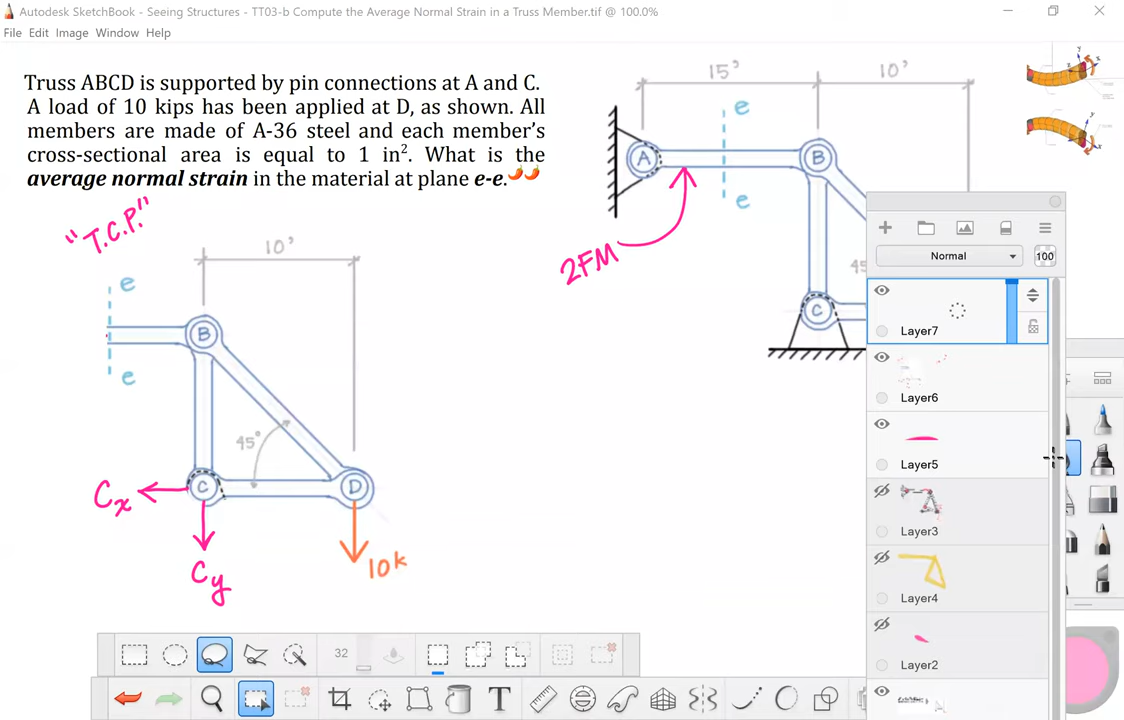 Autodesk SketchBook - Seeing Structures - TT03-b Compute the Average Normal Strain in a Truss Member.tif @ 100.0%
File Edit Image Window Help
Truss ABCD is supported by pin connections at A and C.
A load of 10 kips has been applied at D, as shown. All
members are made of A-36 steel and each member's
cross-sectional area is equal to 1 in². What is the
average normal strain in the material at plane e-e.
"T.C.P."
10'
e
e
B
45°
C
D
Cx
Cy
10k
15'
10'
e
A
B
e
2FM
45
C
Normal
100
Layer7
Layer6
Layer5
Layer3
Layer4
Layer2
32
T